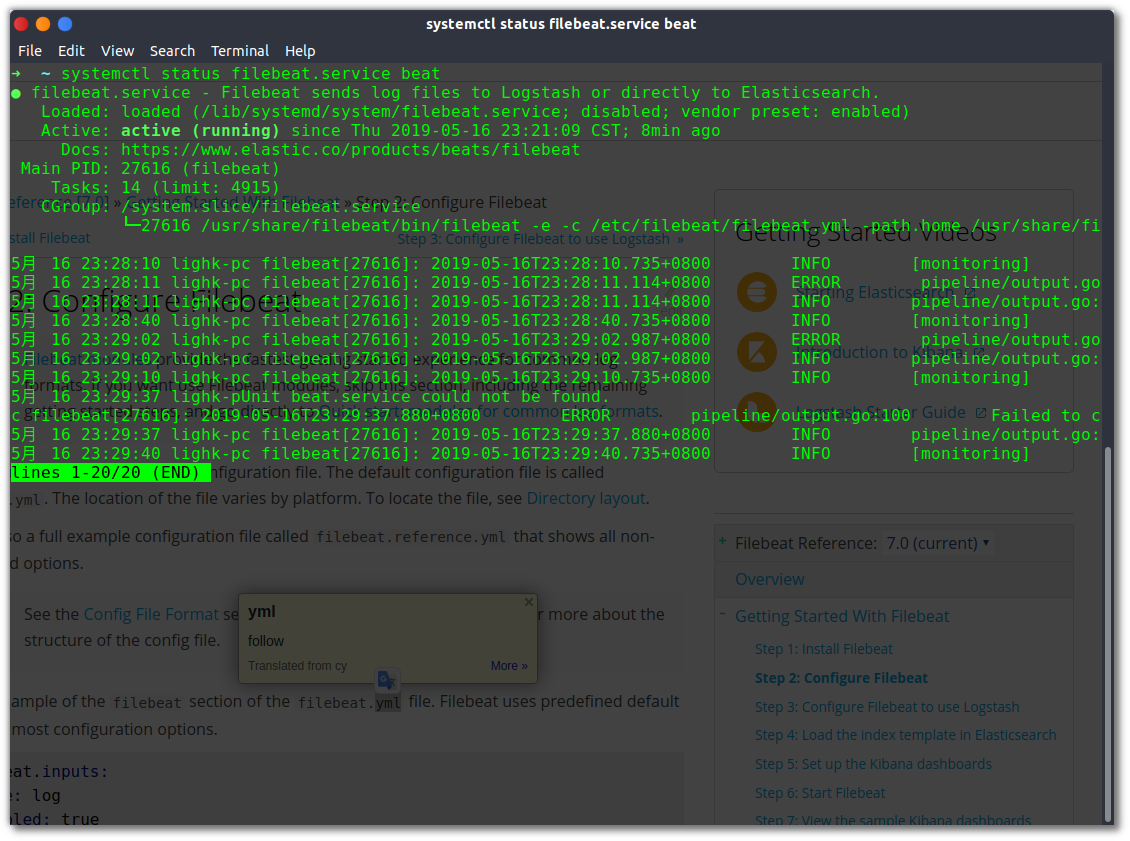 systemctl status filebeat.service beat
File Edit View Search Terminal Help
➜ ~ systemctl status filebeat.service beat
● filebeat.service - Filebeat sends log files to Logstash or directly to Elasticsearch.
Loaded: loaded (/lib/systemd/system/filebeat.service; disabled; vendor preset: enabled)
Active: active (running) since Thu 2019-05-16 23:21:09 CST; 8min ago
Docs: https://www.elastic.co/products/beats/filebeat
Main PID: 27616 (filebeat)
Tasks: 14 (limit: 4915)
CGroup: /system.slice/filebeat.service
└─27616 /usr/share/filebeat/bin/filebeat -e -c /etc/filebeat/filebeat.yml -path.home /usr/share/fi
5月 16 23:28:10 lighk-pc filebeat[27616]: 2019-05-16T23:28:10.735+0800 INFO [monitoring]
5月 16 23:28:11 lighk-pc filebeat[27616]: 2019-05-16T23:28:11.114+0800 ERROR pipeline/output.go
5月 16 23:28:11 lighk-pc filebeat[27616]: 2019-05-16T23:28:11.114+0800 INFO pipeline/output.go:
5月 16 23:28:40 lighk-pc filebeat[27616]: 2019-05-16T23:28:40.735+0800 INFO [monitoring]
5月 16 23:29:02 lighk-pc filebeat[27616]: 2019-05-16T23:29:02.987+0800 ERROR pipeline/output.go
5月 16 23:29:02 lighk-pc filebeat[27616]: 2019-05-16T23:29:02.987+0800 INFO pipeline/output.go:
5月 16 23:29:10 lighk-pc filebeat[27616]: 2019-05-16T23:29:10.735+0800 INFO [monitoring]
5月 16 23:29:37 lighk-pUnit beat.service could not be found.
c filebeat[27616]: 2019-05-16T23:29:37.880+0800 ERROR pipeline/output.go:100 Failed to c
5月 16 23:29:37 lighk-pc filebeat[27616]: 2019-05-16T23:29:37.880+0800 INFO pipeline/output.go:
5月 16 23:29:40 lighk-pc filebeat[27616]: 2019-05-16T23:29:40.735+0800 INFO [monitoring]
lines 1-20/20 (END)
Step 2: Configure Filebeat
stall Filebeat
Step 3: Configure Filebeat to use Logstash »
2: Configure Filebeat
formats. If you want use Filebeat modules, skip this section, including the remaining
for common log formats.
nfiguration file. The default configuration file is called
.yml. The location of the file varies by platform. To locate the file, see Directory layout.
so a full example configuration file called filebeat.reference.yml that shows all non-
d options.
See the Config File Format
r more about the
structure of the config file.
yml
follow
Translated from cy
More »
ample of the filebeat section of the filebeat.yml file. Filebeat uses predefined default
most configuration options.
eat.inputs:
e: log
bled: true
Getting Started Videos
Starting Elasticsearch
Introduction to Kibana
Logstash Starter Guide
Filebeat Reference: 7.0 (current)
Overview
Getting Started With Filebeat
Step 1: Install Filebeat
Step 2: Configure Filebeat
Step 3: Configure Filebeat to use Logstash
Step 4: Load the index template in Elasticsearch
Step 5: Set up the Kibana dashboards
Step 6: Start Filebeat
Step 7: View the sample Kibana dashboards